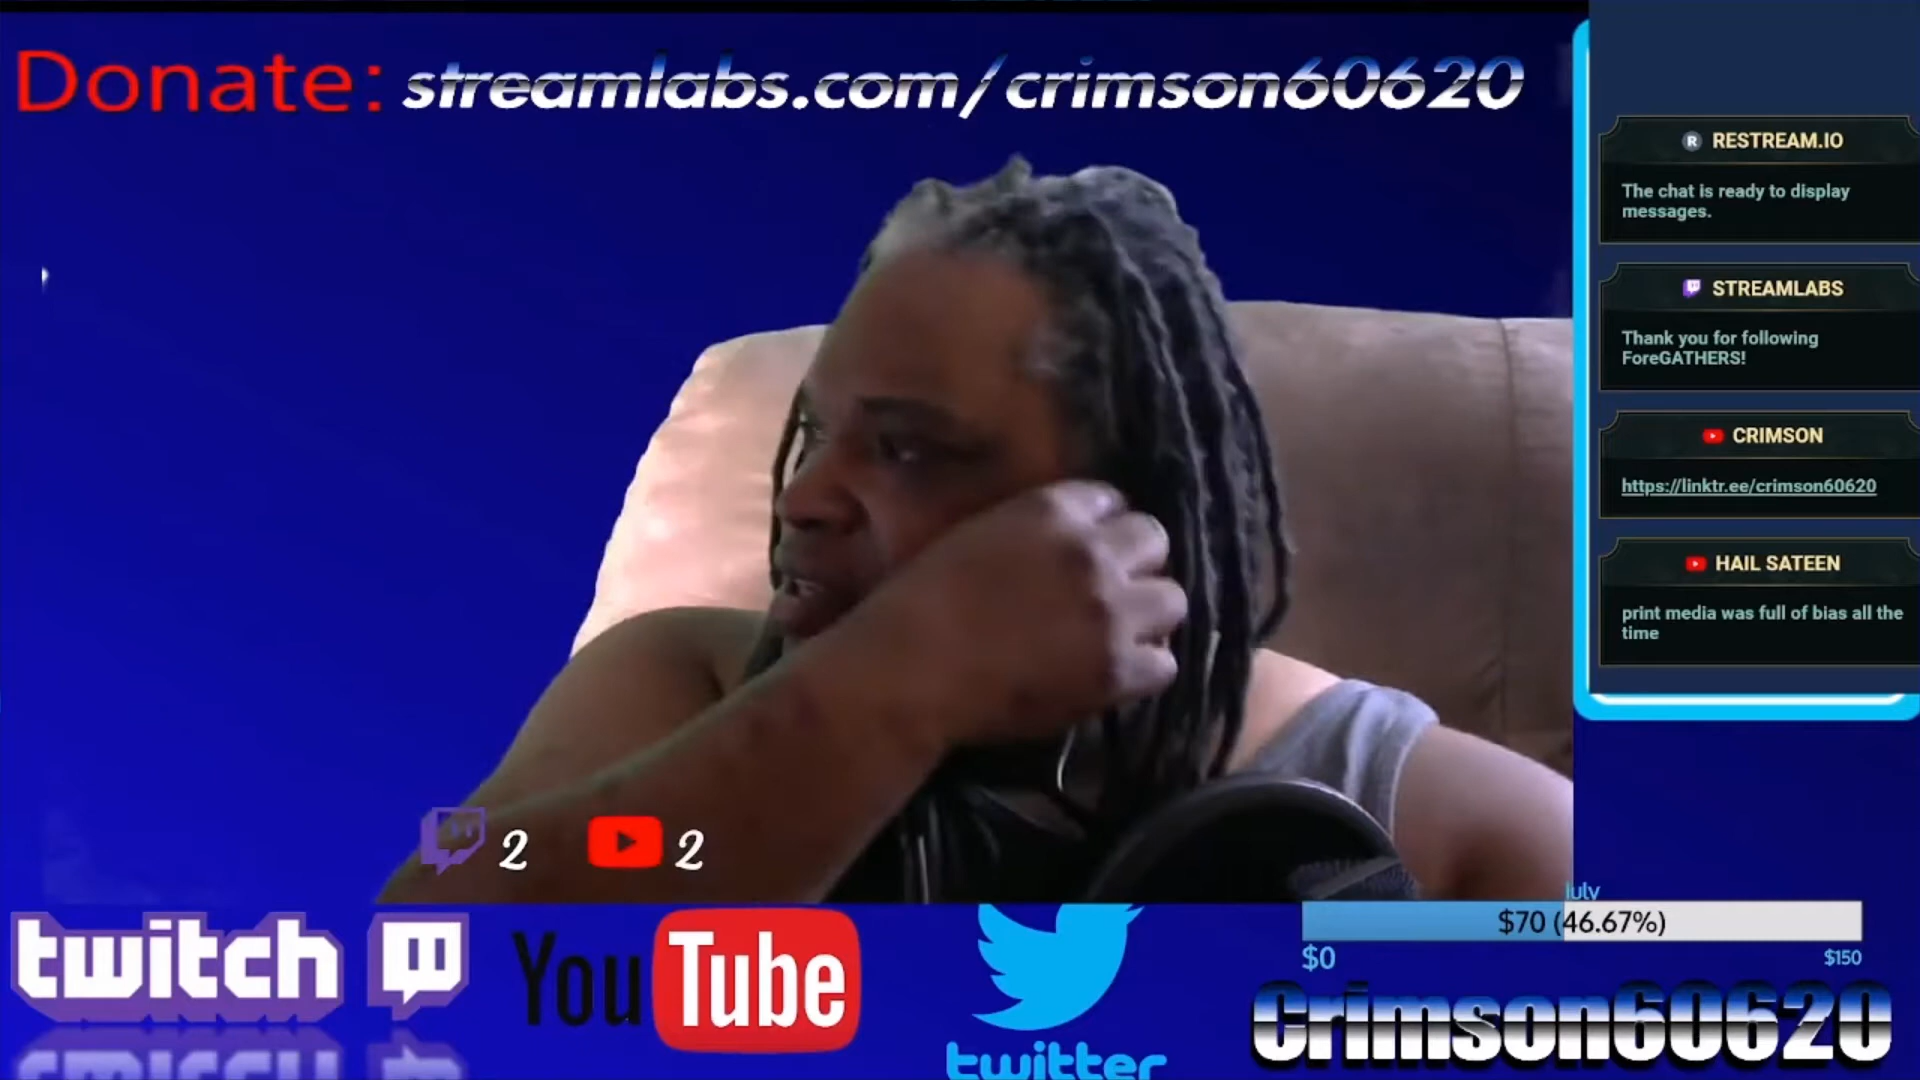 Donate: streamlabs.com/crimson60620
RESTREAM.IO
The chat is ready to display
messages.
STREAMLABS
Thank you for following
ForeGATHERS!
CRIMSON
https://linktr.ee/crimson60620
HAIL SATEEN
print media was full of bias all the
time
2
2
July
$70 (46.67%)
$0
$150
twitch
YouTube
twitter
Crimson60620